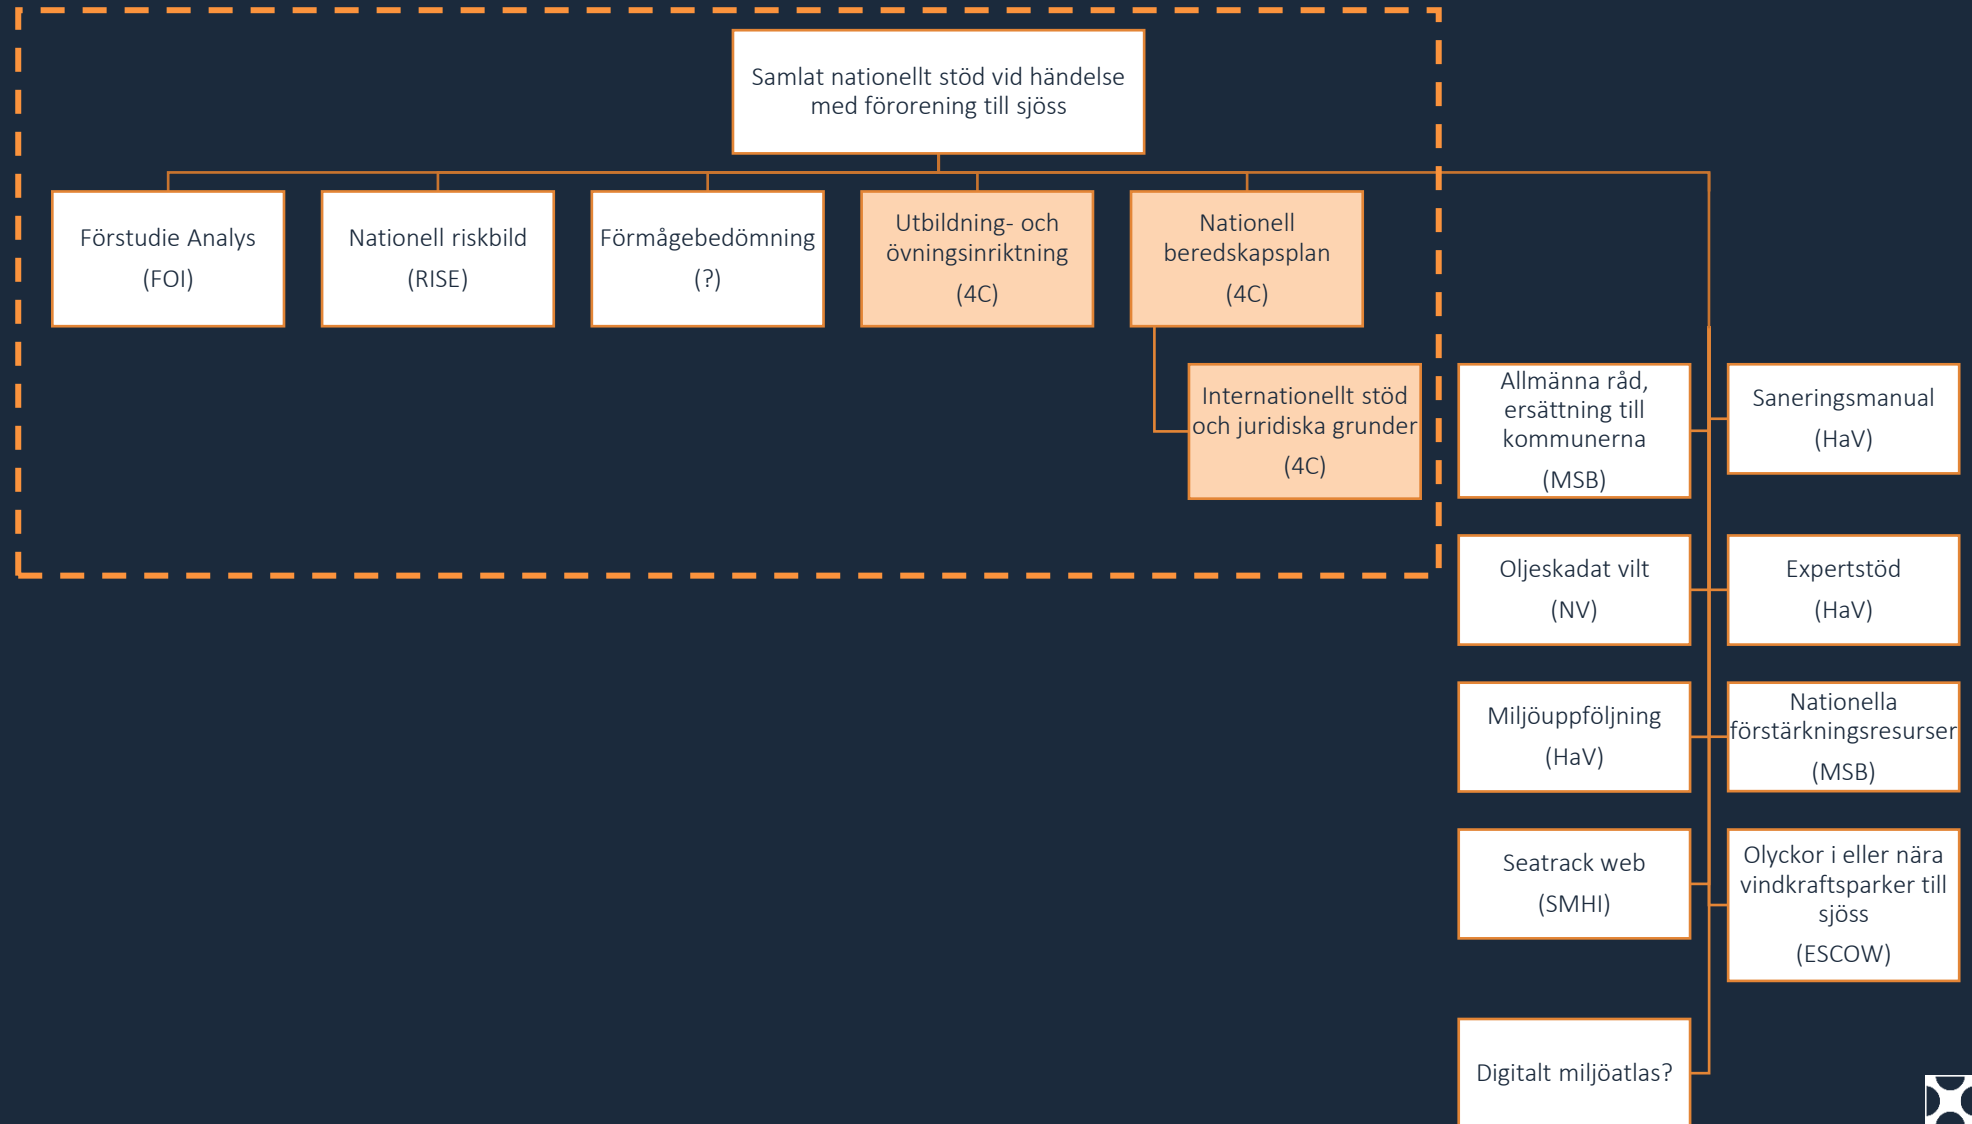 Samlat nationellt stöd vid händelse
med förorening till sjöss
Förstudie Analys
(FOI)
Nationell riskbild
(RISE)
Förmågebedömning
(?)
Utbildning- och
övningsinriktning
(4C)
Nationell
beredskapsplan
(4C)
Internationellt stöd
och juridiska grunder
(4C)
Allmänna råd,
ersättning till
kommunerna
(MSB)
Saneringsmanual
(HaV)
Oljeskadat vilt
(NV)
Expertstöd
(HaV)
Miljöuppföljning
(HaV)
Nationella
förstärkningsresurser
(MSB)
Seatrack web
(SMHI)
Olyckor i eller nära
vindkraftsparker till
sjöss
(ESCOW)
Digitalt miljöatlas?